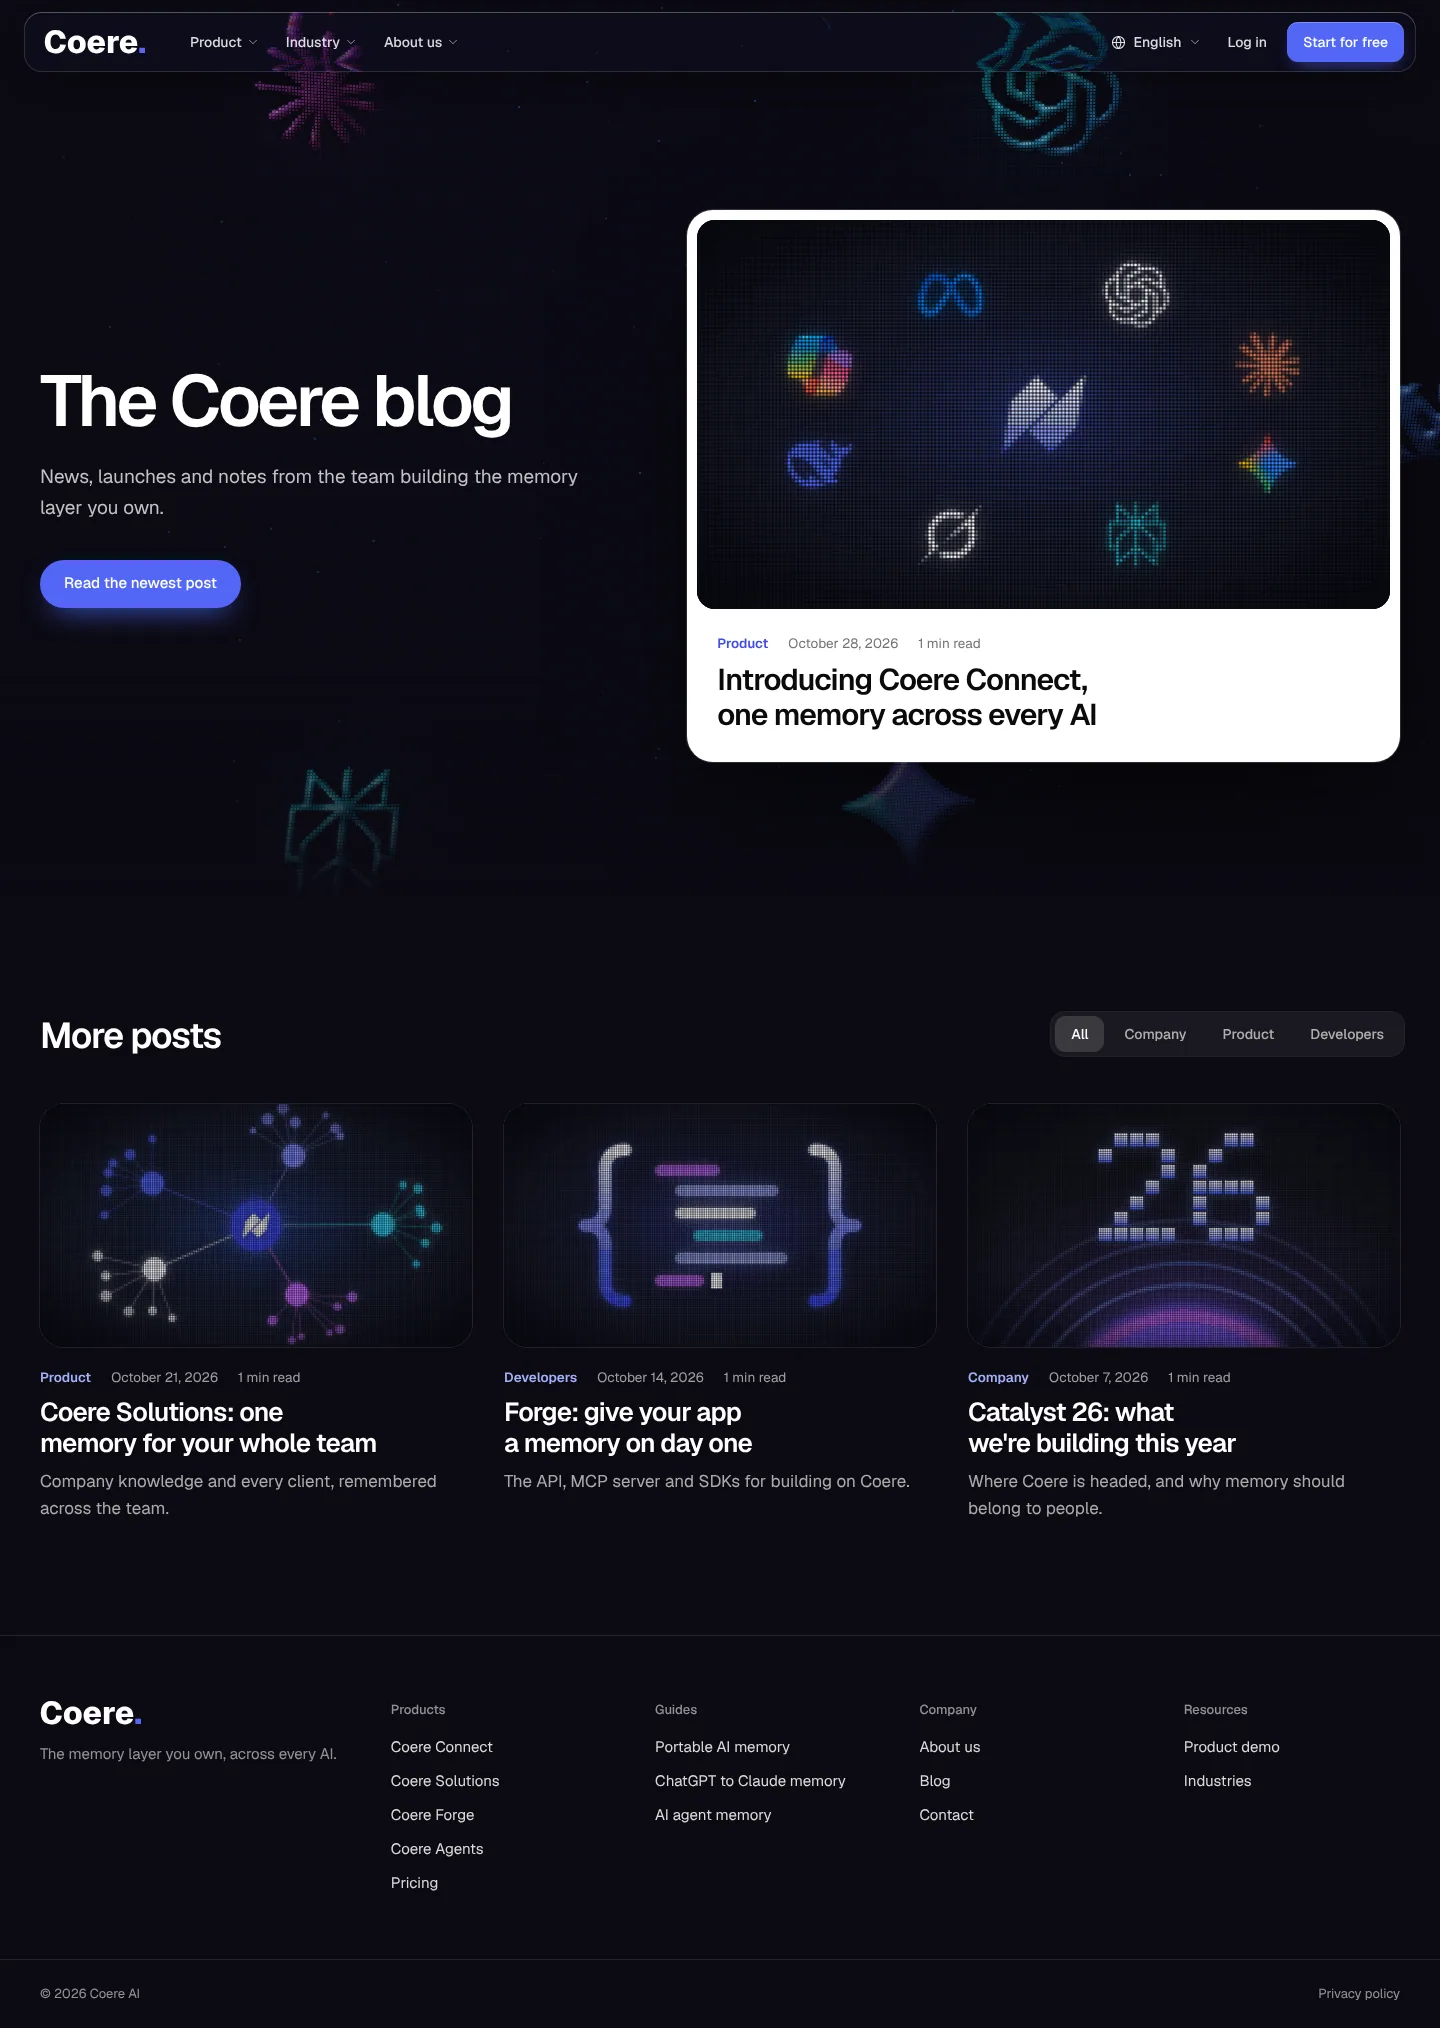 Coere.
Product
Industry
About us
English
Log in
Start for free
The Coere blog
News, launches and notes from the team building the memory
layer you own.
Read the newest post
Product October 28, 2026 1 min read
Introducing Coere Connect,
one memory across every AI
More posts
All
Company
Product
Developers
26
Product October 21, 2026 1 min read
Coere Solutions: one
memory for your whole team
Company knowledge and every client, remembered
across the team.
Developers October 14, 2026 1 min read
Forge: give your app
a memory on day one
The API, MCP server and SDKs for building on Coere.
Company October 7, 2026 1 min read
Catalyst 26: what
we're building this year
Where Coere is headed, and why memory should
belong to people.
Coere.
The memory layer you own, across every AI.
Products
Coere Connect
Coere Solutions
Coere Forge
Coere Agents
Pricing
Guides
Portable AI memory
ChatGPT to Claude memory
AI agent memory
Company
About us
Blog
Contact
Resources
Product demo
Industries
© 2026 Coere AI
Privacy policy